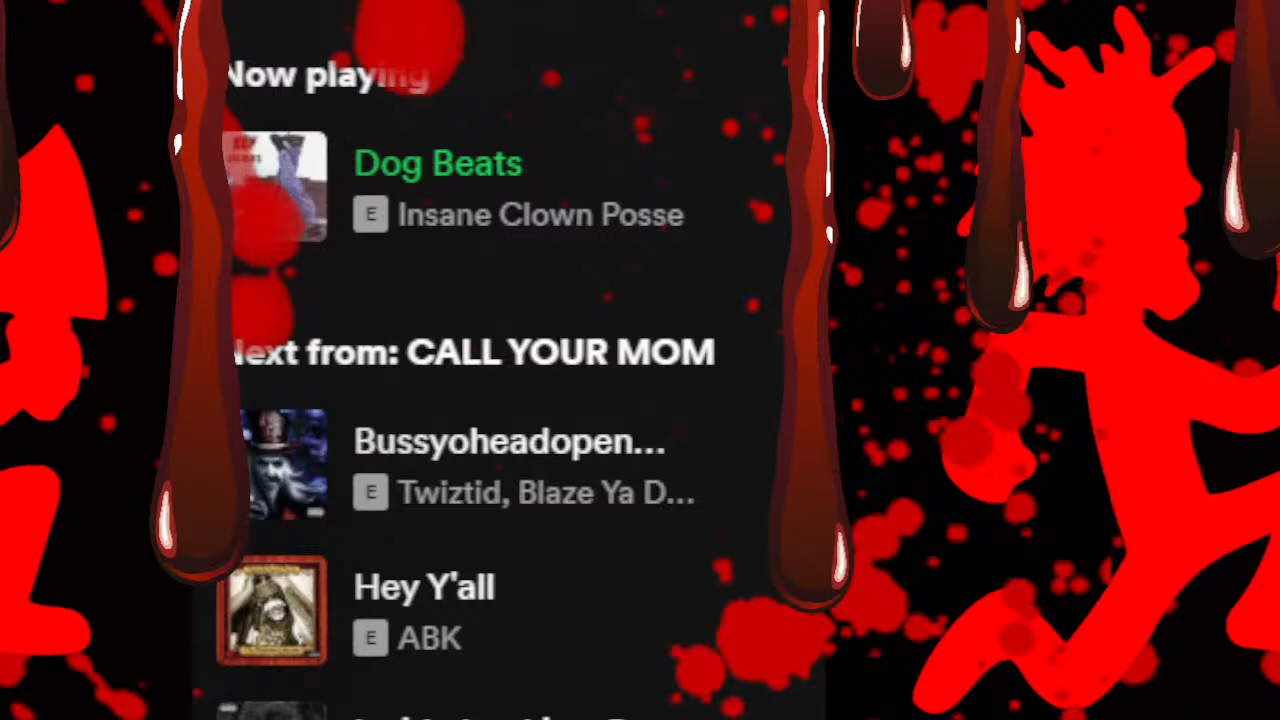 Now playing
Dog Beats
E Insane Clown Posse
Next from: CALL YOUR MOM
Bussyoheadopen...
E Twiztid, Blaze Ya D...
Hey Y'all
E ABK